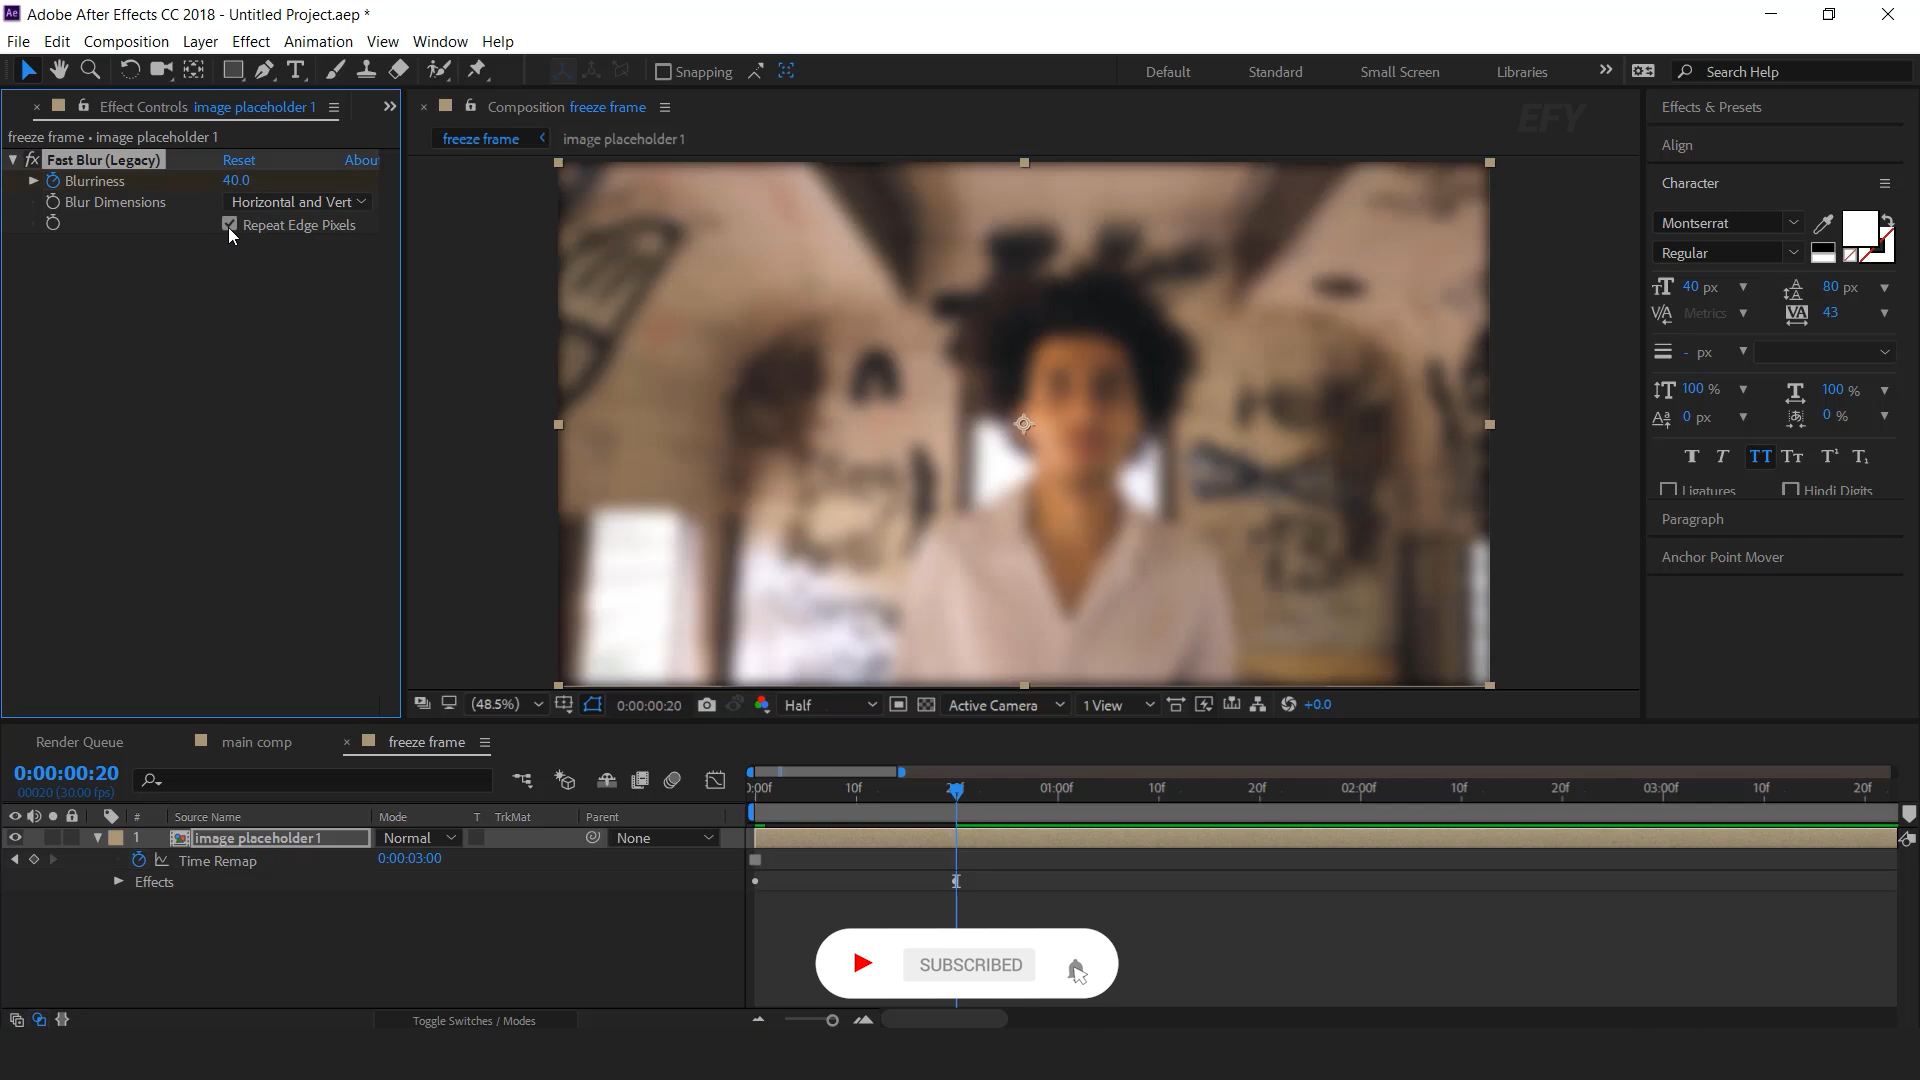 Ae Adobe After Effects CC 2018 - Untitled Project.aep *
File Edit Composition Layer Effect Animation View Window Help
Snapping Default Standard Small Screen Libraries Search Help
Effect Controls image placeholder 1
freeze frame • image placeholder 1
fx Fast Blur (Legacy) Reset About
Blurriness 40.0
Blur Dimensions Horizontal and Vert
Repeat Edge Pixels
Composition freeze frame
freeze frame image placeholder 1
EFY
(48.5%) 0:00:00:20 Half Active Camera 1 View +0.0
Effects & Presets
Align
Character
Montserrat
Regular
40 px 80 px
Metrics 43
- px
100 % 100 %
0 px 0 %
Ligatures Hindi Digits
Paragraph
Anchor Point Mover
Render Queue main comp freeze frame
0:00:00:20
00020 (30.00 fps)
10f 01:00f 10f 20f 02:00f 10f 20f 03:00f 10f 20f
# Source Name Mode T TrkMat Parent
1 image placeholder1 Normal None
Time Remap 0:00:03:00
Effects
SUBSCRIBED
Toggle Switches / Modes